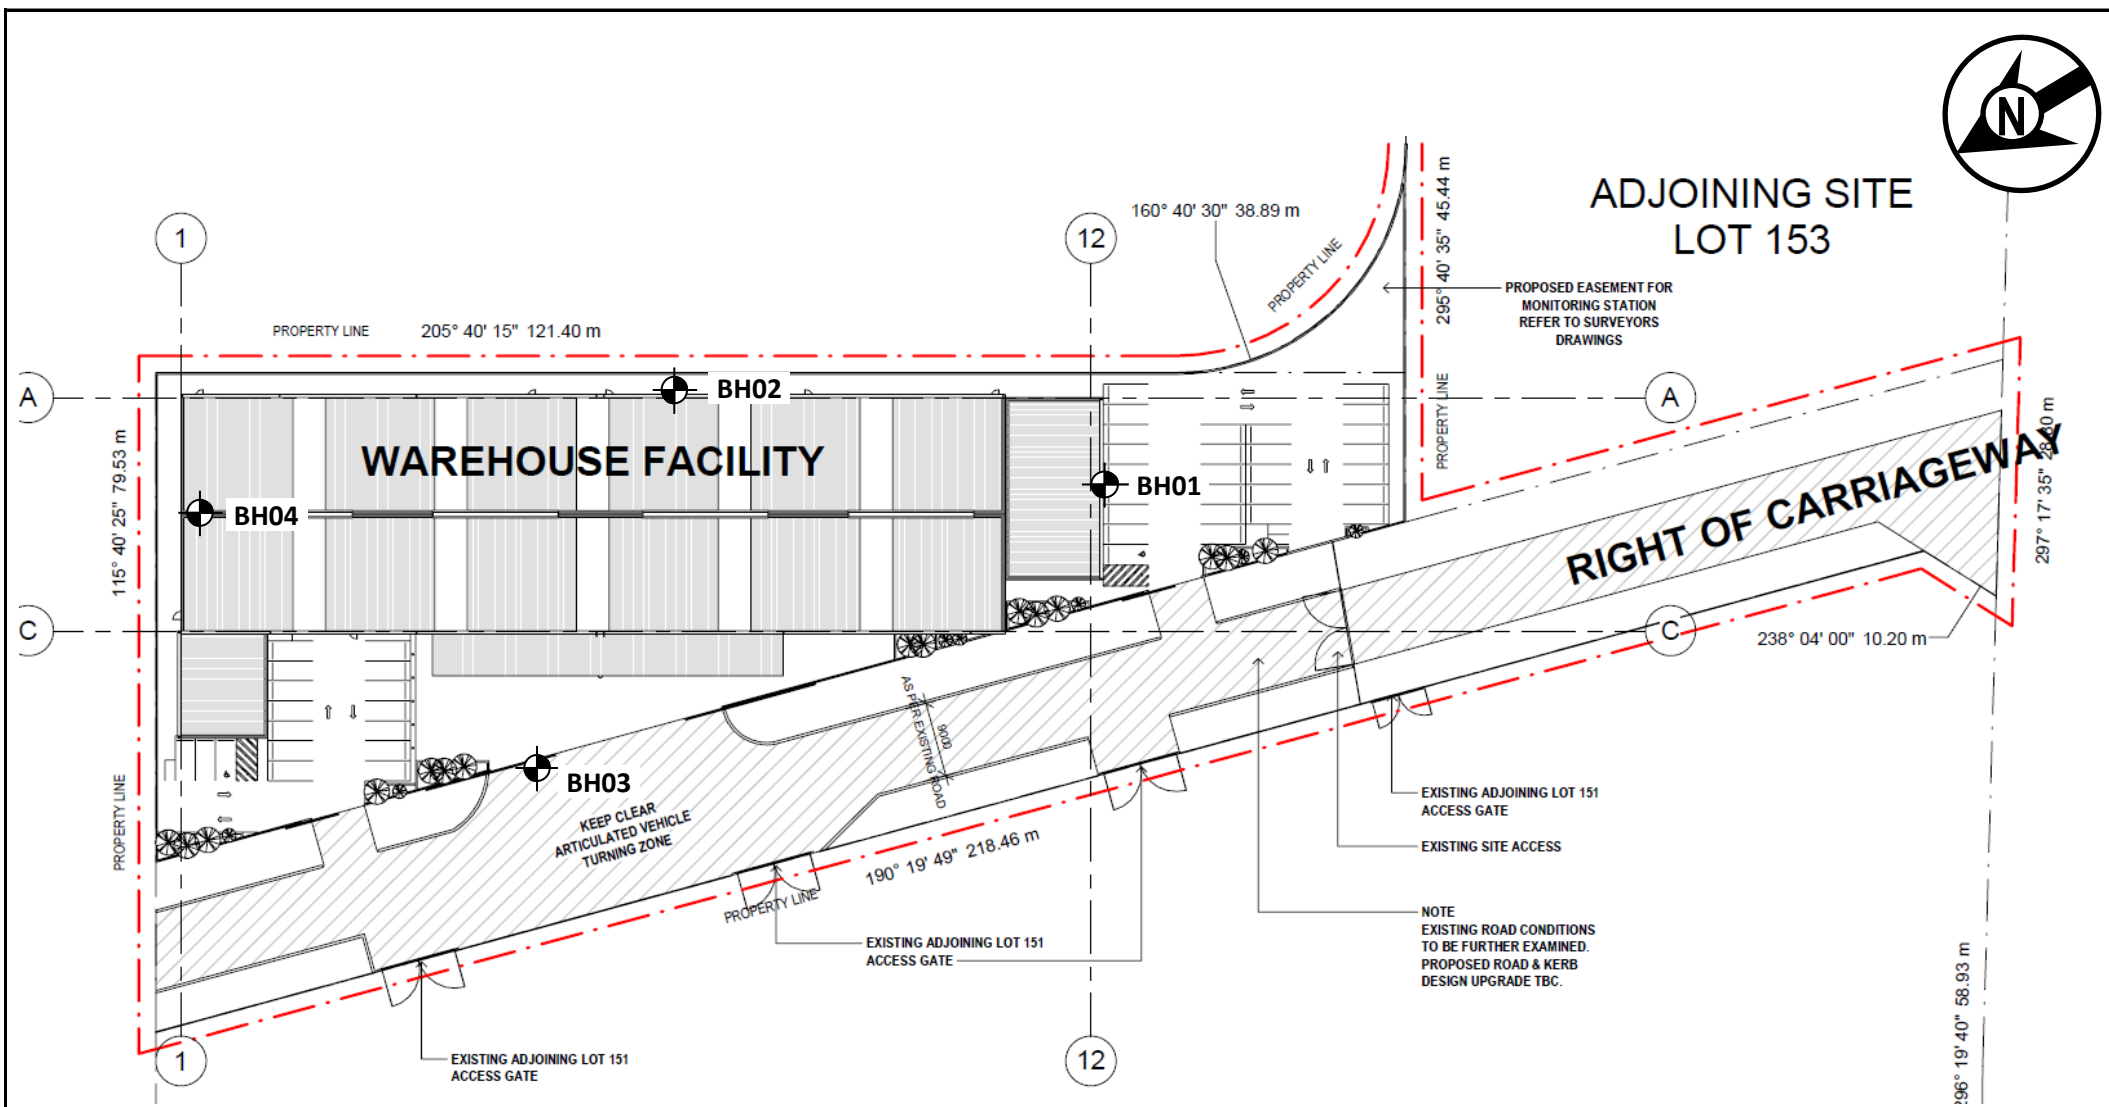 N
ADJOINING SITE
LOT 153
160° 40' 30" 38.89 m
295° 40' 35" 45.44 m
1
12
PROPERTY LINE
PROPOSED EASEMENT FOR
MONITORING STATION
REFER TO SURVEYORS
DRAWINGS
PROPERTY LINE
205° 40' 15" 121.40 m
PROPERTY LINE
A
BH02
A
WAREHOUSE FACILITY
115° 40' 25" 79.53 m
BH01
BH04
RIGHT OF CARRIAGEWAY
297° 17' 35" 28.80 m
C
C
238° 04' 00" 10.20 m
AS PER EXISTING ROAD
9000
BH03
PROPERTY LINE
KEEP CLEAR
ARTICULATED VEHICLE
TURNING ZONE
EXISTING ADJOINING LOT 151
ACCESS GATE
EXISTING SITE ACCESS
190° 19' 49" 218.46 m
PROPERTY LINE
NOTE
EXISTING ROAD CONDITIONS
TO BE FURTHER EXAMINED.
PROPOSED ROAD & KERB
DESIGN UPGRADE TBC.
EXISTING ADJOINING LOT 151
ACCESS GATE
296° 19' 40" 58.93 m
1
12
EXISTING ADJOINING LOT 151
ACCESS GATE